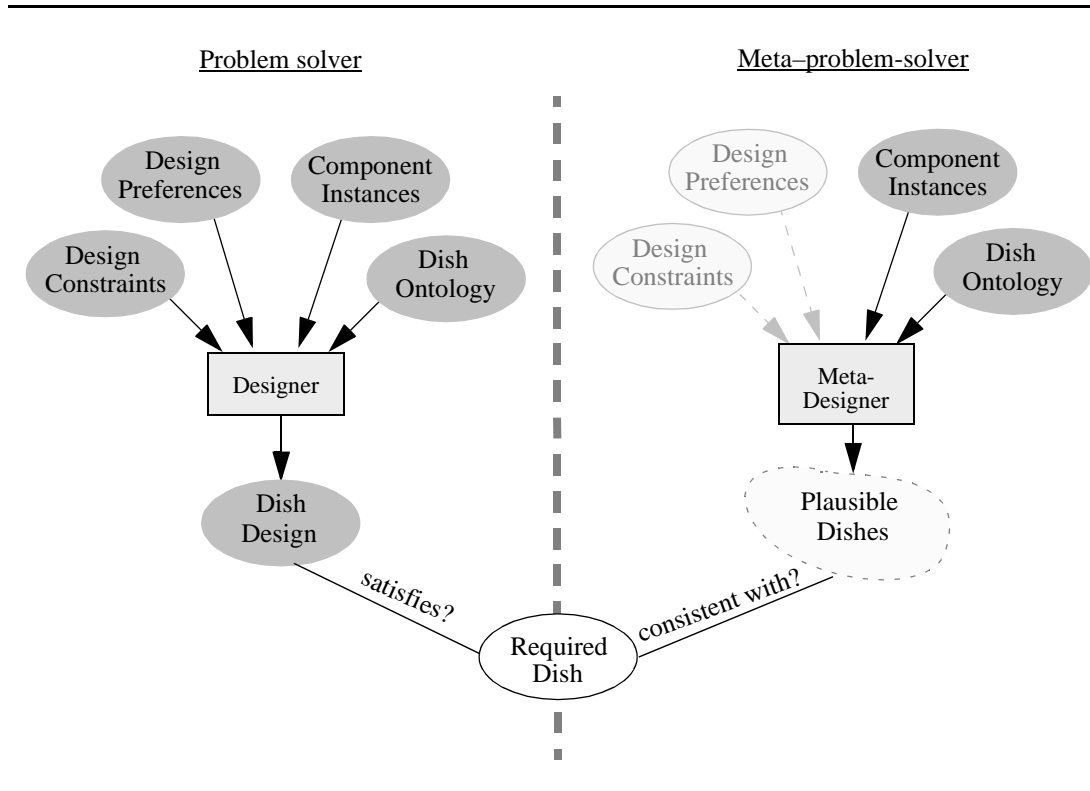 Problem solver
Meta–problem-solver
Design
Preferences
Component
Instances
Design
Constraints
Dish
Ontology
Designer
Dish
Design
satisfies?
Design
Preferences
Component
Instances
Design
Constraints
Dish
Ontology
Meta-
Designer
Plausible
Dishes
consistent with?
Required
Dish